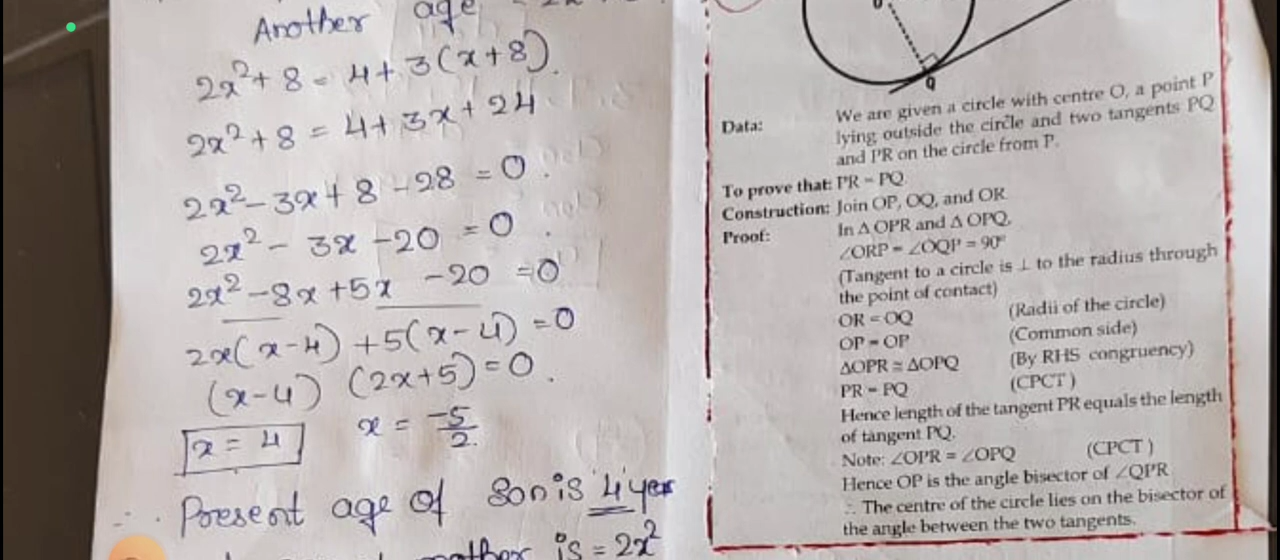 Another age
2x²+ 8 = 4+ 3(x+8)
2x²+8 = 4+ 3x + 24
2x²-3x+8-28 = 0.
2x²- 3x -20 = 0.
2x²-8x+5x -20 =0
2x(x-4) +5(x-4) =0
(x-4) (2x+5)=0.
x = 4 x = -5/2.
∴ Present age of son is 4 year
mother is = 2x²
O
Q
Data: We are given a circle with centre O, a point P
lying outside the circle and two tangents PQ
and PR on the circle from P.
To prove that: PR = PQ
Construction: Join OP, OQ, and OR
Proof: In Δ OPR and Δ OPQ,
∠ORP = ∠OQP = 90°
(Tangent to a circle is ⊥ to the radius through
the point of contact)
OR = OQ (Radii of the circle)
OP = OP (Common side)
ΔOPR ≅ ΔOPQ (By RHS congruency)
PR = PQ (CPCT)
Hence length of the tangent PR equals the length
of tangent PQ.
Note: ∠OPR = ∠OPQ (CPCT)
Hence OP is the angle bisector of ∠QPR
∴ The centre of the circle lies on the bisector of
the angle between the two tangents.